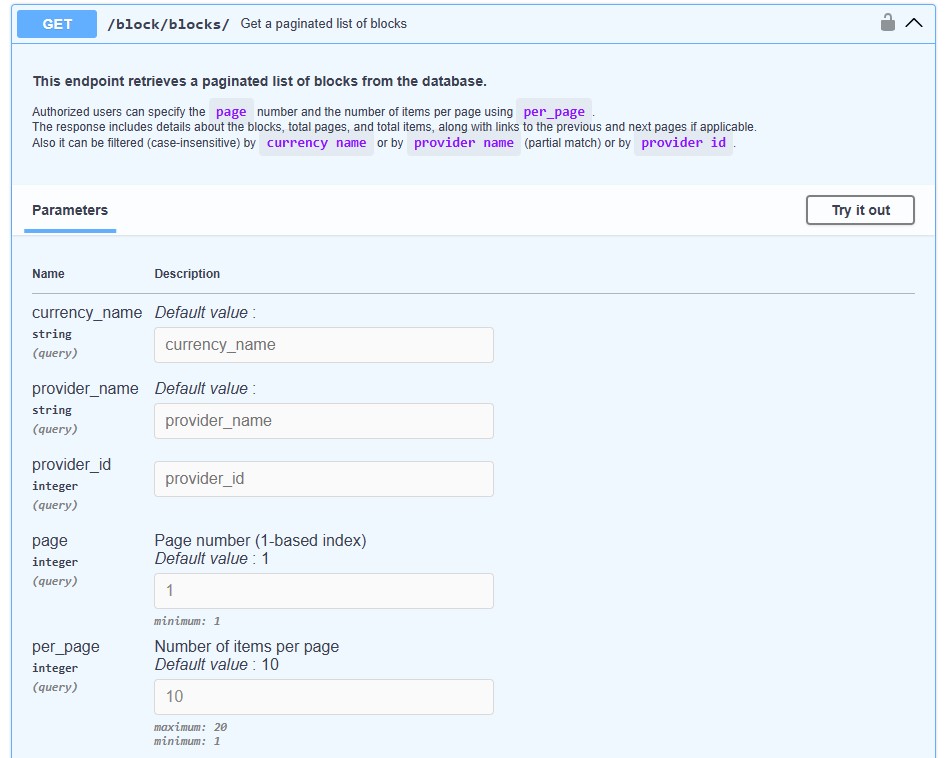 GET /block/blocks/ Get a paginated list of blocks
This endpoint retrieves a paginated list of blocks from the database.
Authorized users can specify the page number and the number of items per page using per_page .
The response includes details about the blocks, total pages, and total items, along with links to the previous and next pages if applicable.
Also it can be filtered (case-insensitive) by currency name or by provider name (partial match) or by provider id .
Parameters Try it out
Name Description
currency_name Default value :
string
currency_name
(query)
provider_name Default value :
string
provider_name
(query)
provider_id
provider_id
integer
(query)
page Page number (1-based index)
integer Default value : 1
(query)
1
minimum: 1
per_page Number of items per page
integer Default value : 10
(query)
10
maximum: 20
minimum: 1